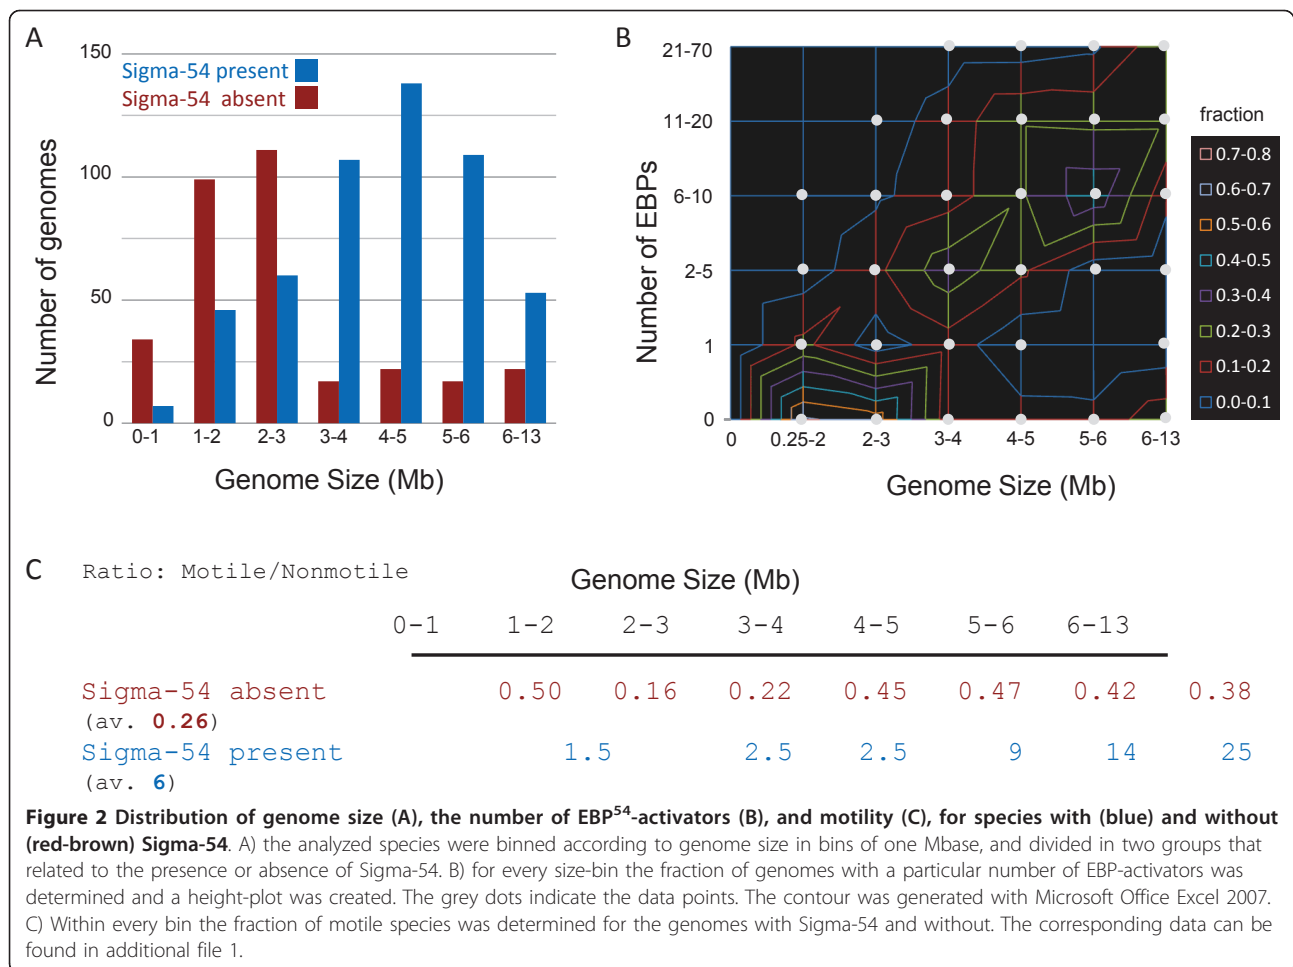 A
150
Sigma-54 present
Sigma-54 absent
100
50
0
Number of genomes
0-1 1-2 2-3 3-4 4-5 5-6 6-13
Genome Size (Mb)
B
21-70
11-20
6-10
2-5
1
0
Number of EBPs
0 0.25-2 2-3 3-4 4-5 5-6 6-13
Genome Size (Mb)
fraction
0.7-0.8
0.6-0.7
0.5-0.6
0.4-0.5
0.3-0.4
0.2-0.3
0.1-0.2
0.0-0.1
C Ratio: Motile/Nonmotile
Genome Size (Mb)
0-1 1-2 2-3 3-4 4-5 5-6 6-13
Sigma-54 absent 0.50 0.16 0.22 0.45 0.47 0.42 0.38
(av. 0.26)
Sigma-54 present 1.5 2.5 2.5 9 14 25
(av. 6)
Figure 2 Distribution of genome size (A), the number of EBP⁵⁴-activators (B), and motility (C), for species with (blue) and without
(red-brown) Sigma-54. A) the analyzed species were binned according to genome size in bins of one Mbase, and divided in two groups that
related to the presence or absence of Sigma-54. B) for every size-bin the fraction of genomes with a particular number of EBP-activators was
determined and a height-plot was created. The grey dots indicate the data points. The contour was generated with Microsoft Office Excel 2007.
C) Within every bin the fraction of motile species was determined for the genomes with Sigma-54 and without. The corresponding data can be
found in additional file 1.